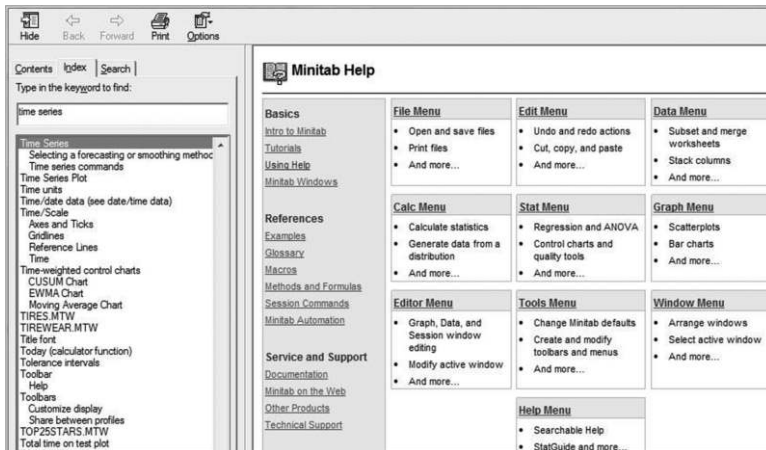 Hide Back Forward Print Options
Contents Index Search
Type in the keyword to find:
time series
Time Series
Selecting a forecasting or smoothing methoc
Time series commands
Time Series Plot
Time units
Time/date data (see date/time data)
Time/Scale
Axes and Ticks
Gridlines
Reference Lines
Time
Time-weighted control charts
CUSUM Chart
EWMA Chart
Moving Average Chart
TIRES.MTW
TIREWEAR.MTW
Title font
Today (calculator function)
Tolerance intervals
Toolbar
Help
Toolbars
Customize display
Share between profiles
TOP25STARS.MTW
Total time on test plot
Minitab Help
Basics
Intro to Minitab
Tutorials
Using Help
Minitab Windows
References
Examples
Glossary
Macros
Methods and Formulas
Session Commands
Minitab Automation
Service and Support
Documentation
Minitab on the Web
Other Products
Technical Support
File Menu
• Open and save files
• Print files
• And more...
Edit Menu
• Undo and redo actions
• Cut, copy, and paste
• And more...
Data Menu
• Subset and merge
worksheets
• Stack columns
• And more...
Calc Menu
• Calculate statistics
• Generate data from a
distribution
• And more...
Stat Menu
• Regression and ANOVA
• Control charts and
quality tools
• And more...
Graph Menu
• Scatterplots
• Bar charts
• And more...
Editor Menu
• Graph, Data, and
Session window
editing
• Modify active window
• And more...
Tools Menu
• Change Minitab defaults
• Create and modify
toolbars and menus
• And more...
Window Menu
• Arrange windows
• Select active window
• And more...
Help Menu
• Searchable Help
• StatGuide and more...